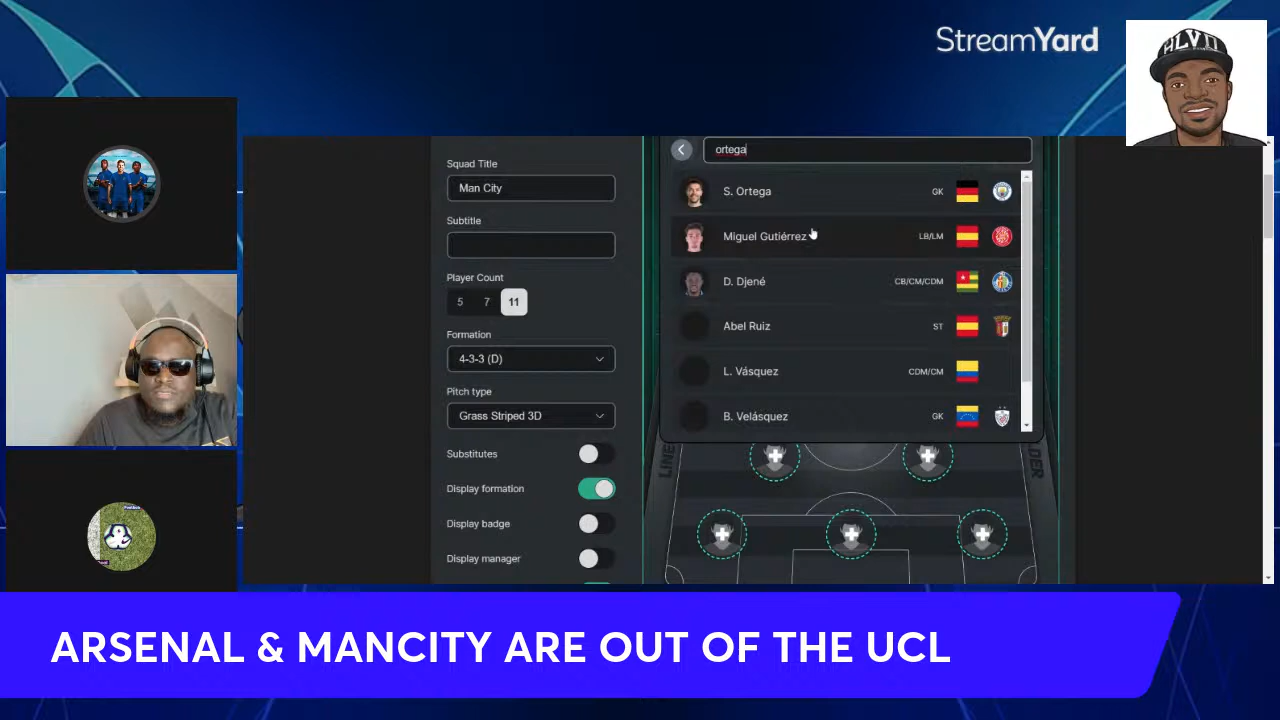 StreamYard
HLVD
ortega
Squad Title
Man City
S. Ortega
GK
Subtitle
Miguel Gutiérrez
LB/LM
Player Count
5 7 11
D. Djené
CB/CM/CDM
Formation
4-3-3 (D)
Abel Ruiz
ST
L. Vásquez
CDM/CM
Pitch type
Grass Striped 3D
B. Velásquez
GK
Substitutes
Display formation
Display badge
Display manager
ARSENAL & MANCITY ARE OUT OF THE UCL